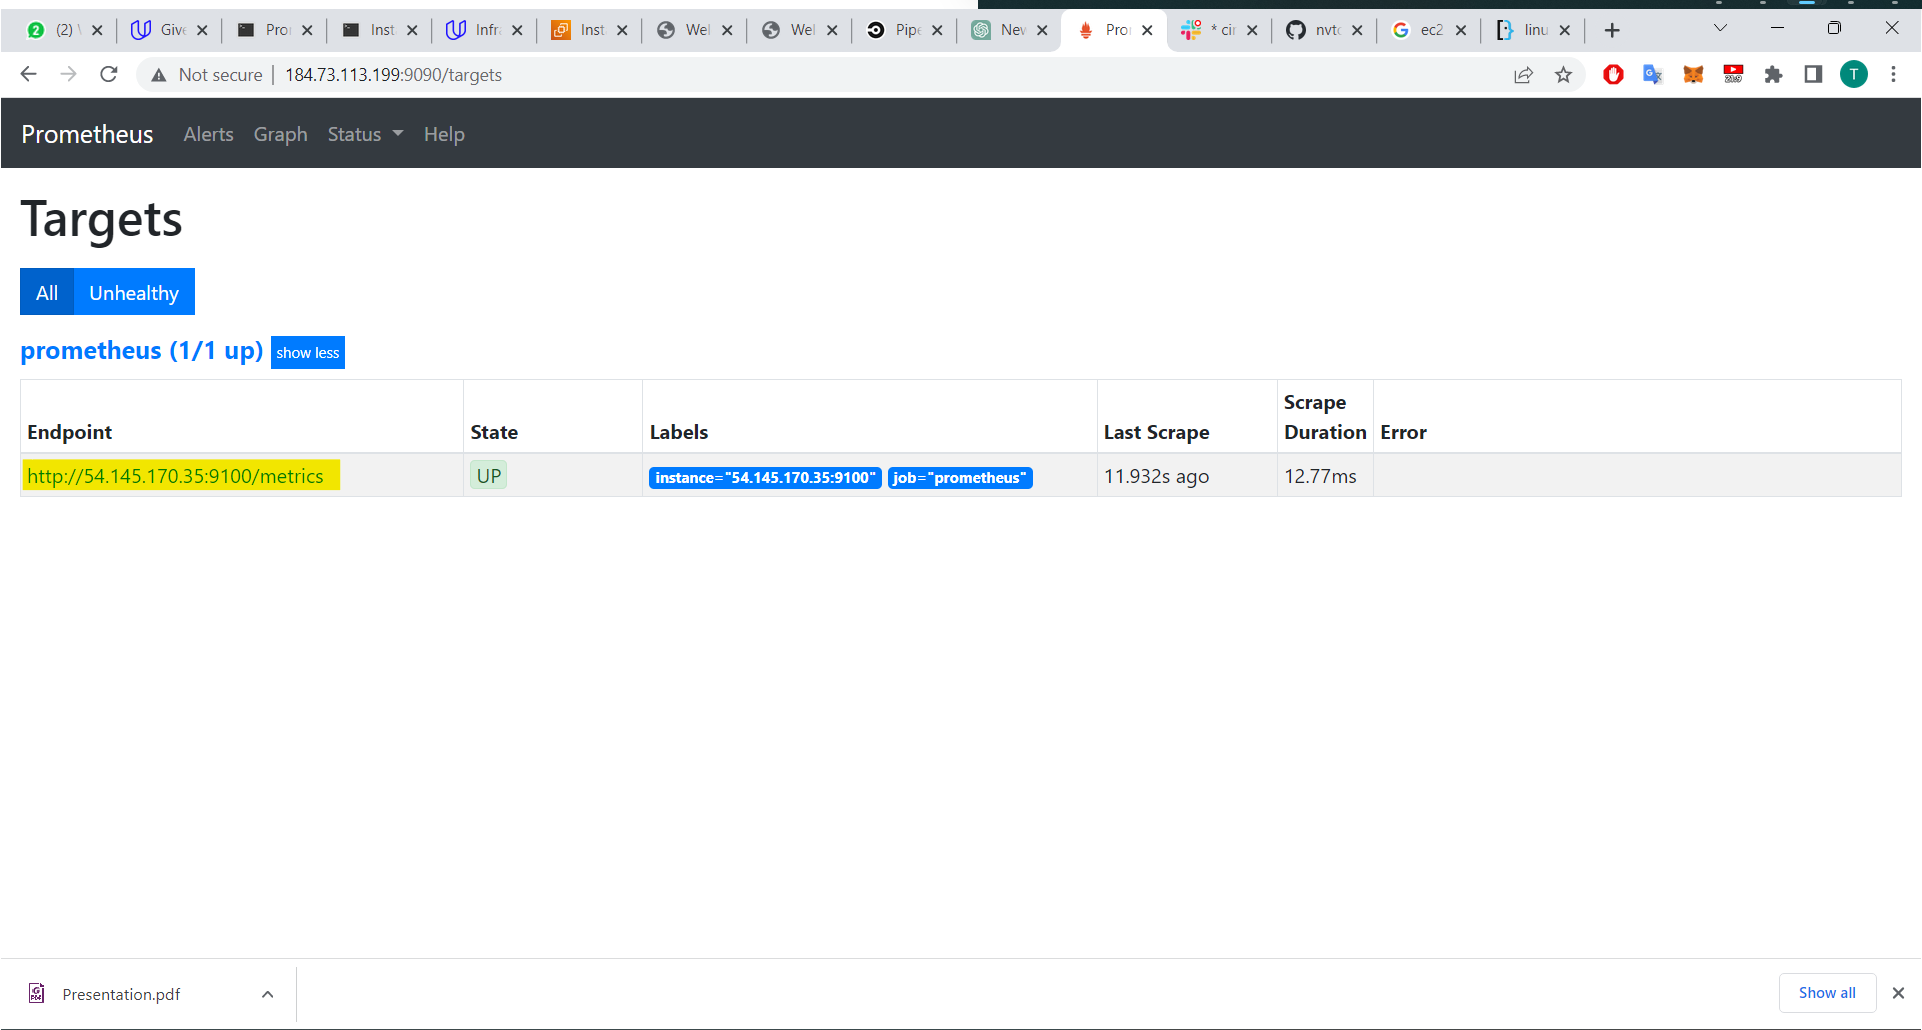 (2) Give Pro Inst Infra Inst Wel Wel Pipe New Pro * cir nvtc ec2 linu
Not secure | 184.73.113.199:9090/targets
T
Prometheus Alerts Graph Status Help
Targets
All Unhealthy
prometheus (1/1 up) show less
Endpoint State Labels Last Scrape Scrape Duration Error
http://54.145.170.35:9100/metrics UP instance="54.145.170.35:9100" job="prometheus" 11.932s ago 12.77ms
Presentation.pdf Show all